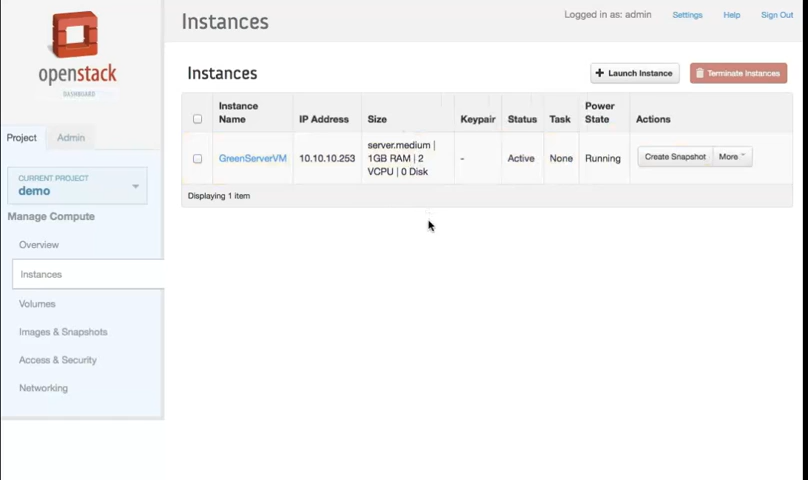 openstack
DASHBOARD
Project
Admin
CURRENT PROJECT
demo
Manage Compute
Overview
Instances
Volumes
Images & Snapshots
Access & Security
Networking
Instances
Logged in as: admin
Settings
Help
Sign Out
Instances
+ Launch Instance
Terminate Instances
Instance
Name
IP Address
Size
Keypair
Status
Task
Power
State
Actions
GreenServerVM
10.10.10.253
server.medium |
1GB RAM | 2
VCPU | 0 Disk
-
Active
None
Running
Create Snapshot
More
Displaying 1 item